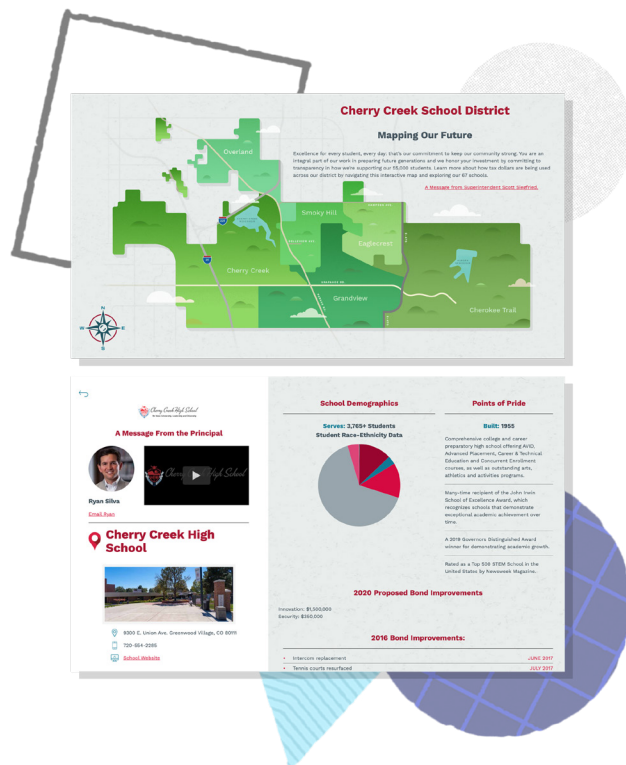 Cherry Creek School District
Mapping Our Future
Excellence for every student, every day: that's our commitment to keep our community strong. You are an
integral part of our work in preparing future generations and we honor your investment by committing to
transparency in how we're supporting our 55,000 students. Learn more about how tax dollars are being used
across our district by navigating this interactive map and exploring our 67 schools.
A Message from Superintendent Scott Siegfried.
Overland
Smoky Hill
Eaglecrest
Cherry Creek
Grandview
Cherokee Trail
N
W
E
S
Cherry Creek High School
A Message From the Principal
Cherry Creek High School
Ryan Silva
Email Ryan
Cherry Creek High
School
9300 E. Union Ave. Greenwood Village, CO 80111
720-554-2285
School Website
School Demographics
Serves: 3,765+ Students
Student Race-Ethnicity Data
Points of Pride
Built: 1955
Comprehensive college and career
preparatory high school offering AVID,
Advanced Placement, Career & Technical
Education and Concurrent Enrollment
courses, as well as outstanding arts,
athletics and activities programs.
Many-time recipient of the John Irwin
School of Excellence Award, which
recognizes schools that demonstrate
exceptional academic achievement over
time.
A 2019 Governors Distinguished Award
winner for demonstrating academic growth.
Rated as a Top 500 STEM School in the
United States by Newsweek Magazine.
2020 Proposed Bond Improvements
Innovation: $1,500,000
Security: $350,000
2016 Bond Improvements:
Intercom replacement
JUNE 2017
Tennis courts resurfaced
JULY 2017